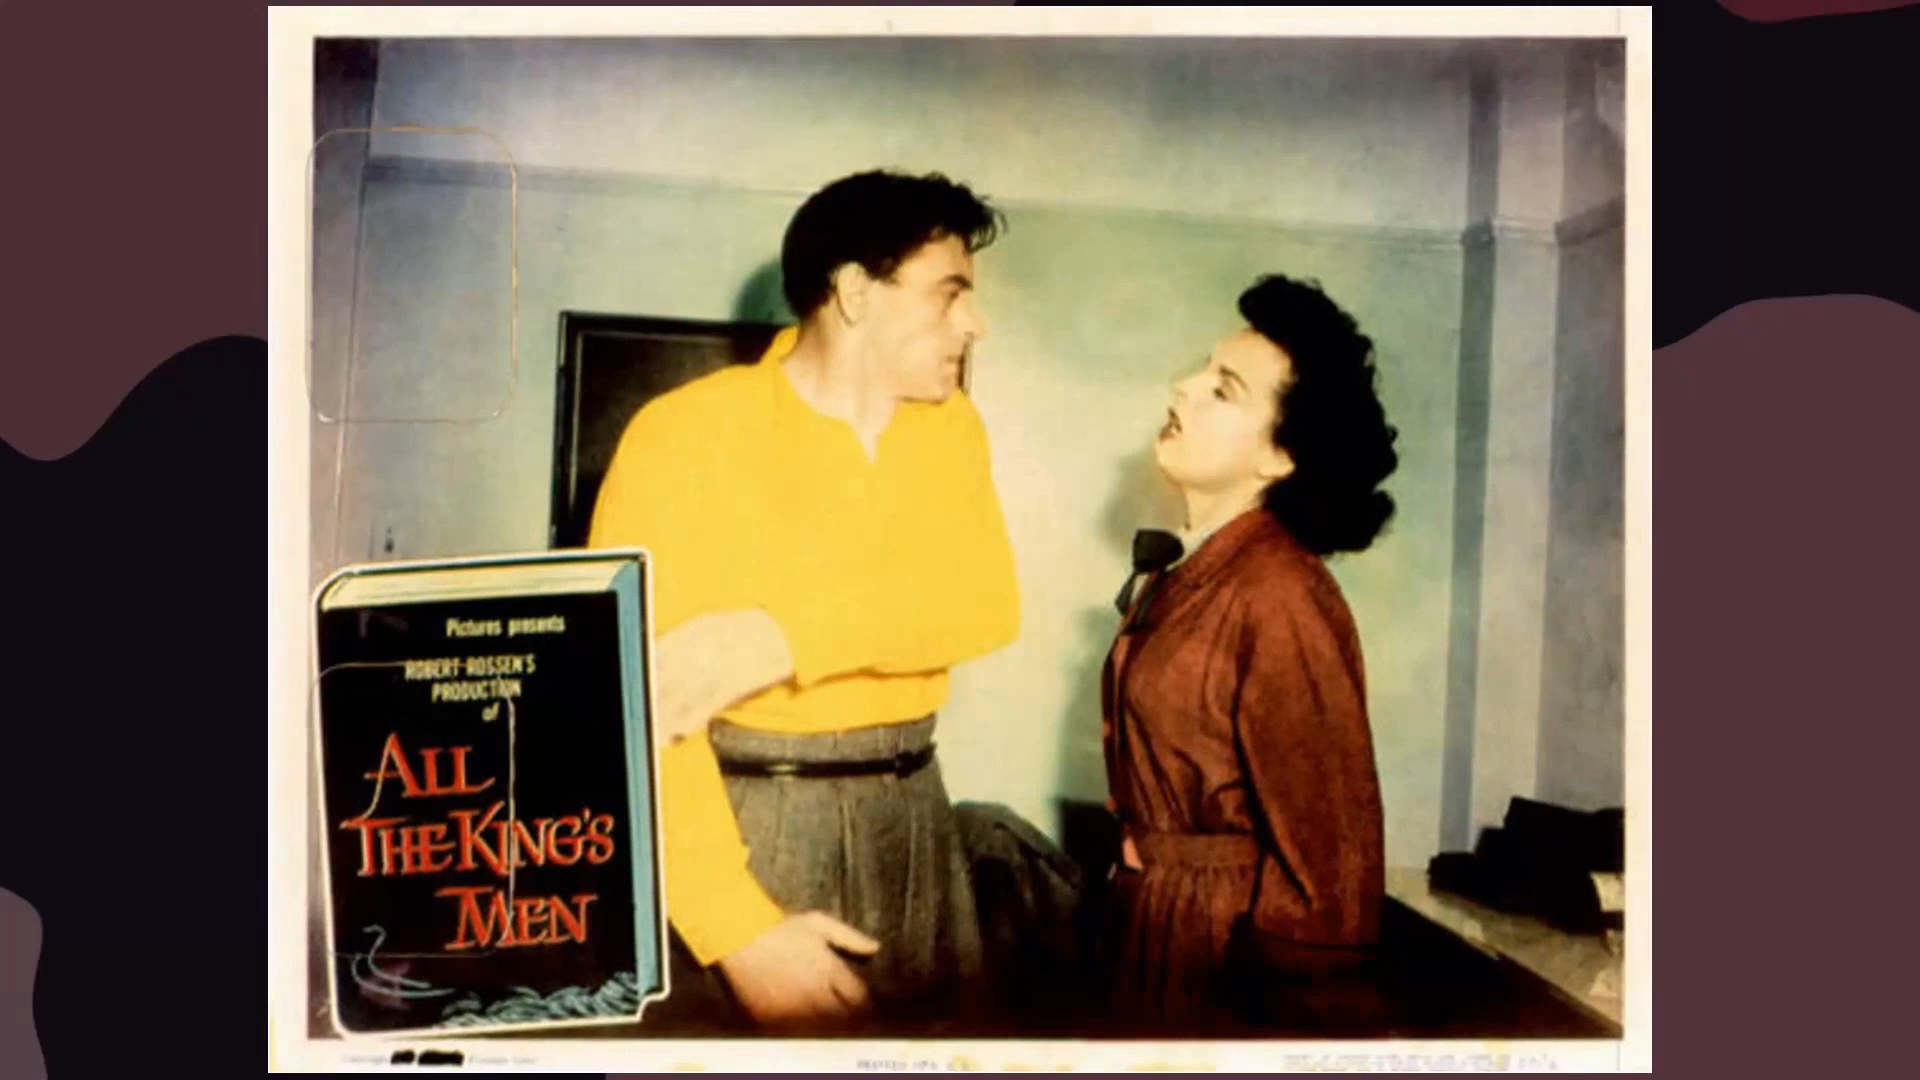 Pictures presents
ROBERT ROSSEN'S
PRODUCTION
of
ALL
THE KING'S
MEN